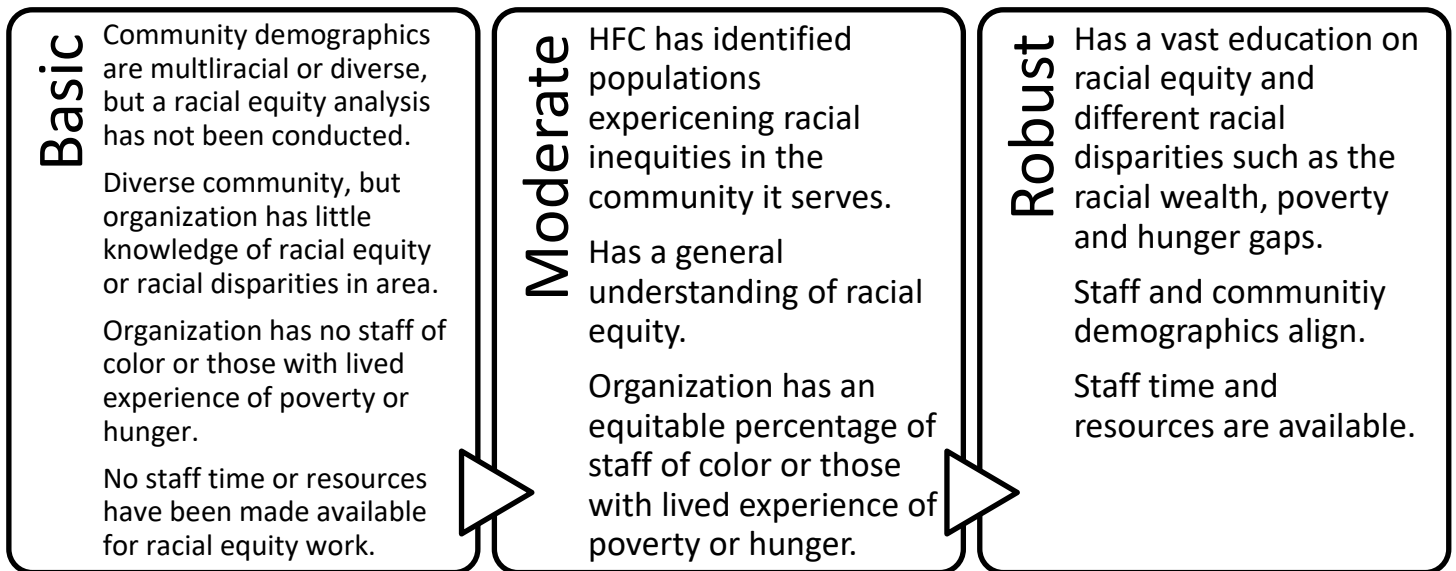 Basic
Community demographics
are multliracial or diverse,
but a racial equity analysis
has not been conducted.
Diverse community, but
organization has little
knowledge of racial equity
or racial disparities in area.
Organization has no staff of
color or those with lived
experience of poverty or
hunger.
No staff time or resources
have been made available
for racial equity work.
Moderate
HFC has identified
populations
expericening racial
inequities in the
community it serves.
Has a general
understanding of racial
equity.
Organization has an
equitable percentage of
staff of color or those
with lived experience of
poverty or hunger.
Robust
Has a vast education on
racial equity and
different racial
disparities such as the
racial wealth, poverty
and hunger gaps.
Staff and communitiy
demographics align.
Staff time and
resources are available.